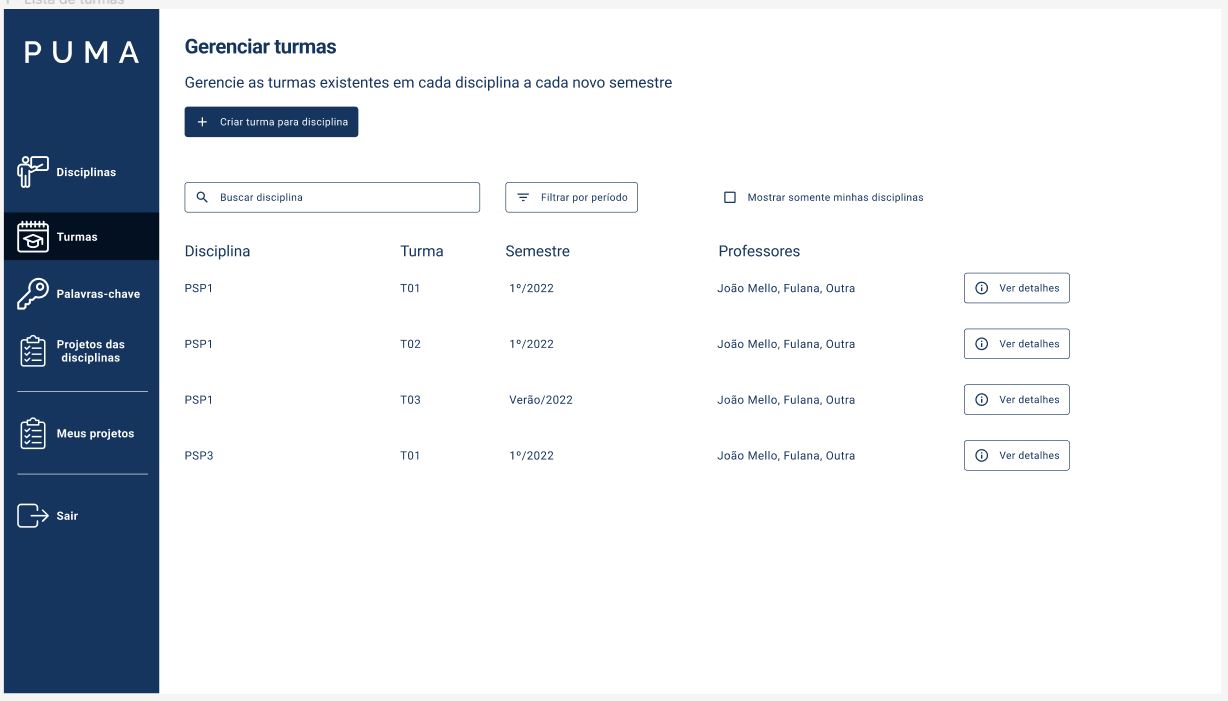 Lista de turmas
PUMA
Disciplinas
Turmas
Palavras-chave
Projetos das
disciplinas
Meus projetos
Sair
Gerenciar turmas
Gerencie as turmas existentes em cada disciplina a cada novo semestre
+ Criar turma para disciplina
Buscar disciplina
Filtrar por período
Mostrar somente minhas disciplinas
Disciplina Turma Semestre Professores
PSP1 T01 1º/2022 João Mello, Fulana, Outra Ver detalhes
PSP1 T02 1º/2022 João Mello, Fulana, Outra Ver detalhes
PSP1 T03 Verão/2022 João Mello, Fulana, Outra Ver detalhes
PSP3 T01 1º/2022 João Mello, Fulana, Outra Ver detalhes